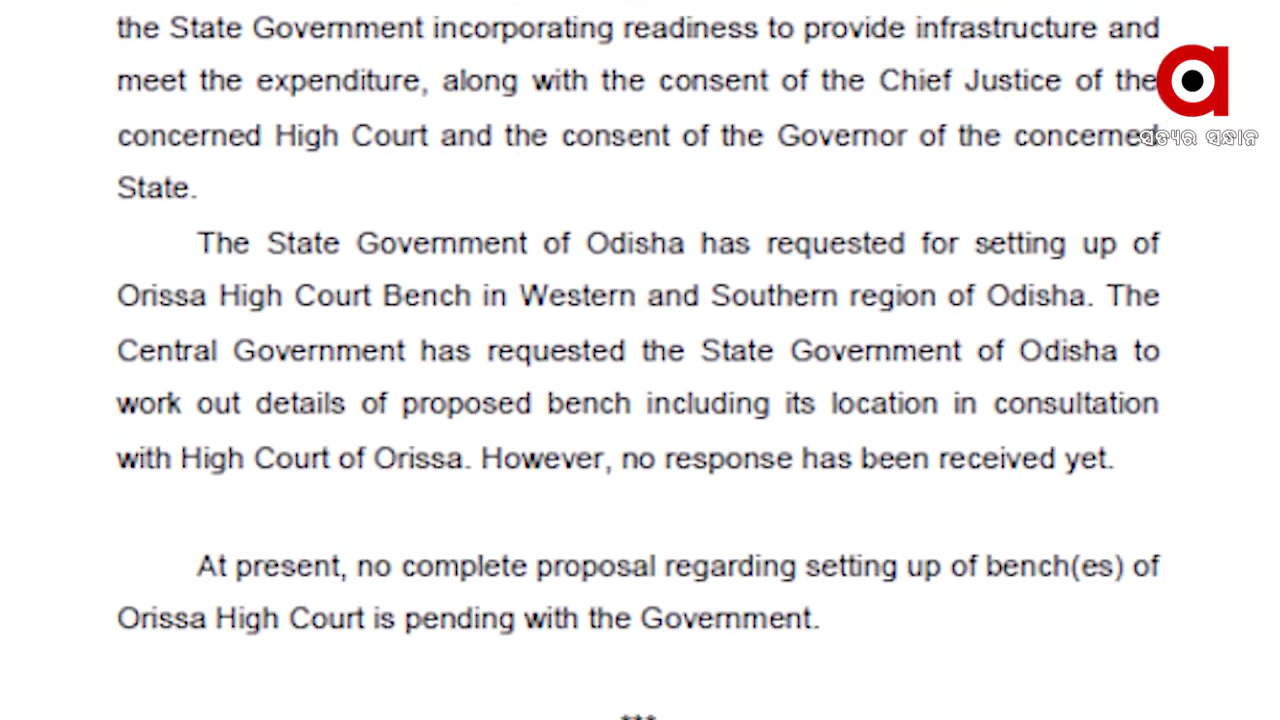 the State Government incorporating readiness to provide infrastructure and
meet the expenditure, along with the consent of the Chief Justice of the
concerned High Court and the consent of the Governor of the concerned
State.
The State Government of Odisha has requested for setting up of
Orissa High Court Bench in Western and Southern region of Odisha. The
Central Government has requested the State Government of Odisha to
work out details of proposed bench including its location in consultation
with High Court of Orissa. However, no response has been received yet.
At present, no complete proposal regarding setting up of bench(es) of
Orissa High Court is pending with the Government.
***